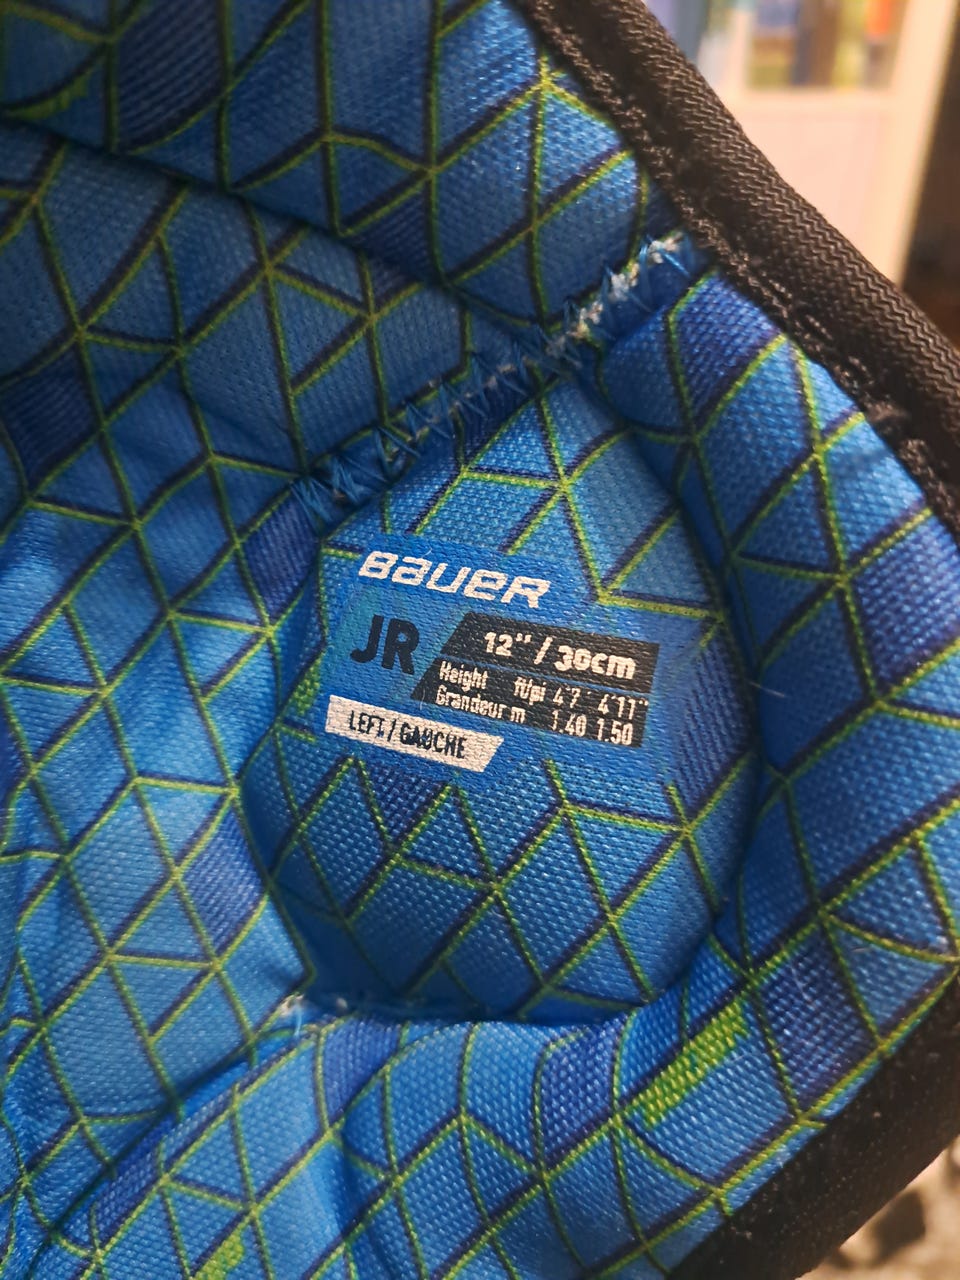 BAUER
JR
12" / 30cm
Height ft/pi 4'7 4'11"
Grandeur m 1.40 1.50
LEFT / GAUCHE